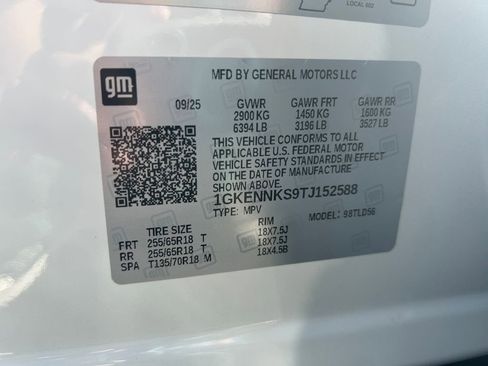 LOCAL 602
gm
MFD BY GENERAL MOTORS LLC
09/25 GVWR GAWR FRT GAWR RR
2900 KG 1450 KG 1600 KG
6394 LB 3196 LB 3527 LB
THIS VEHICLE CONFORMS TO ALL
APPLICABLE U.S. FEDERAL MOTOR
VEHICLE SAFETY STANDARDS IN EFFECT
ON THE DATE OF MANUFACTURE
SHOWN ABOVE.
1GKENNKS9TJ152588
TYPE: MPV MODEL: 98TLD56
TIRE SIZE RIM
FRT 255/65R18 T 18X7.5J
RR 255/65R18 T 18X7.5J
SPA T135/70R18 M 18X4.5B